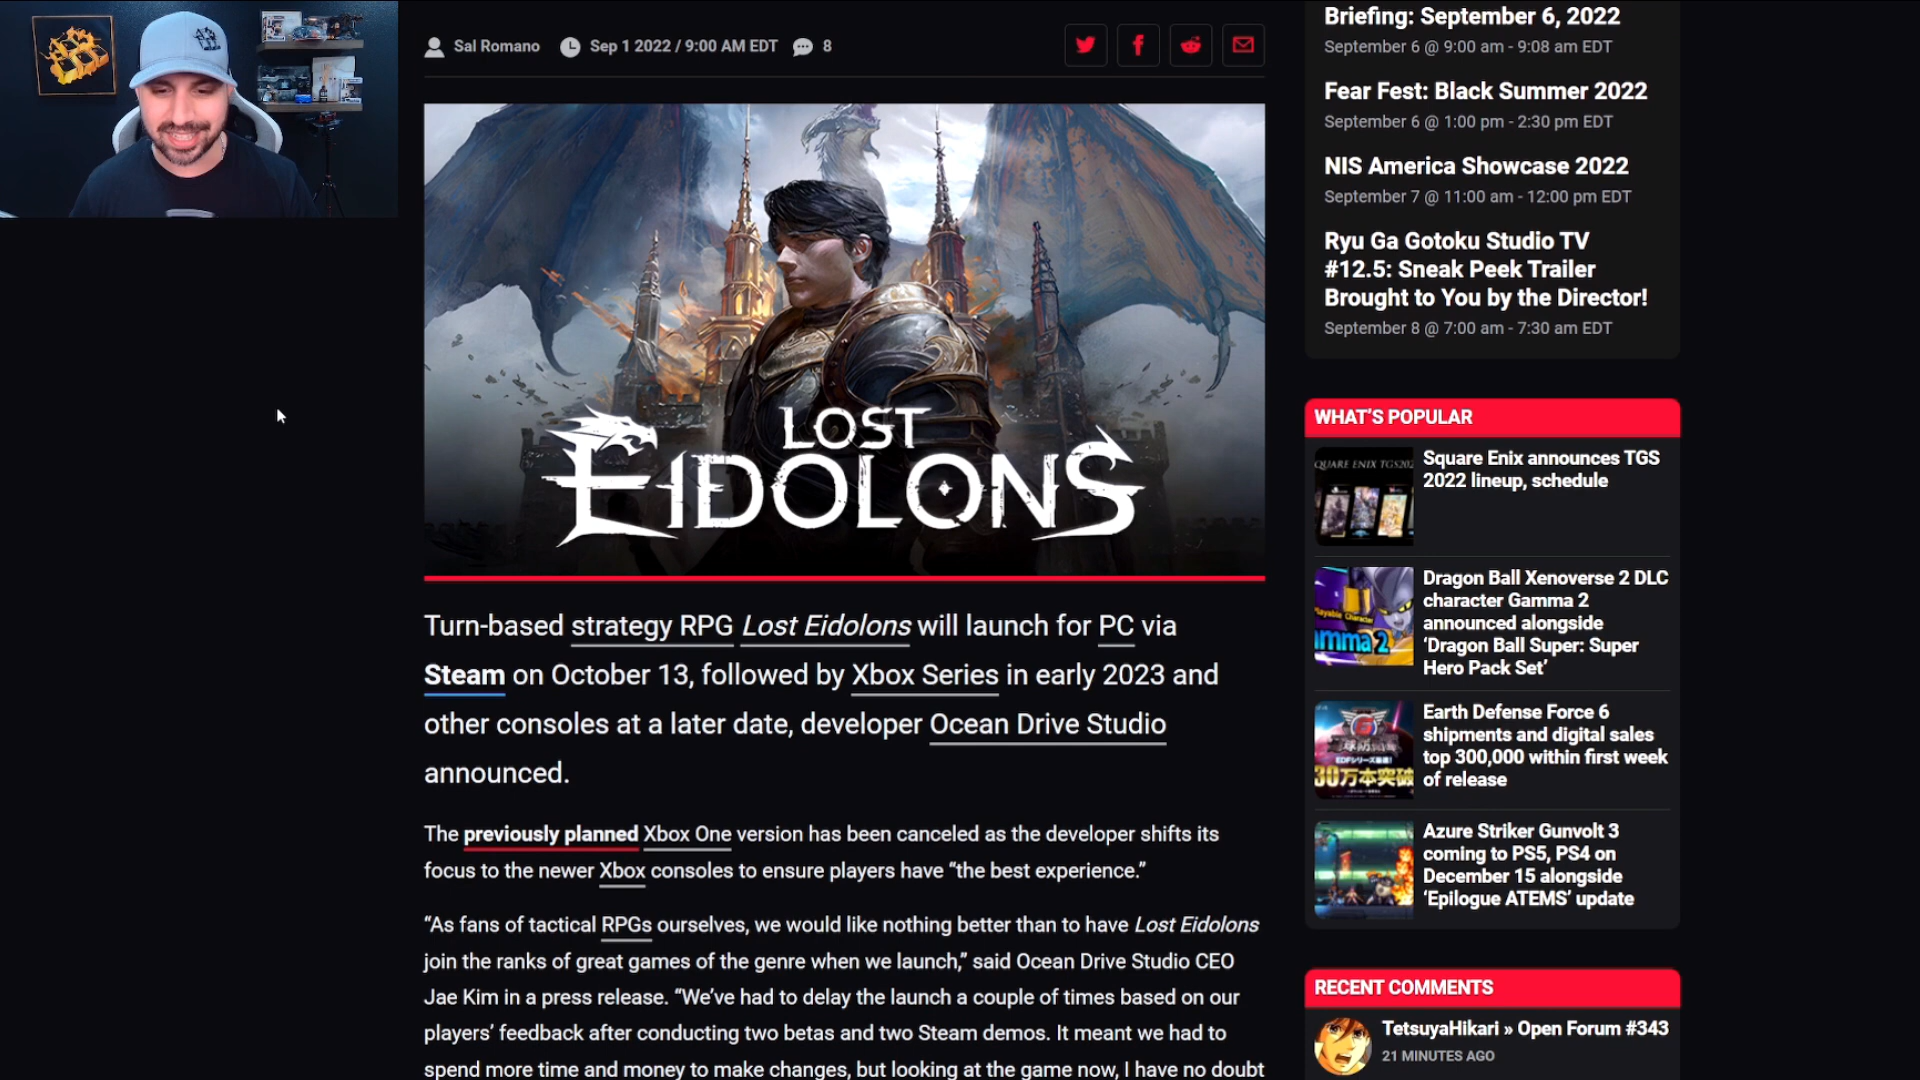 Sal Romano
Sep 1 2022 / 9:00 AM EDT
8
LOST
EIDOLONS
Turn-based strategy RPG Lost Eidolons will launch for PC via
Steam on October 13, followed by Xbox Series in early 2023 and
other consoles at a later date, developer Ocean Drive Studio
announced.
The previously planned Xbox One version has been canceled as the developer shifts its
focus to the newer Xbox consoles to ensure players have “the best experience.”
“As fans of tactical RPGs ourselves, we would like nothing better than to have Lost Eidolons
join the ranks of great games of the genre when we launch,” said Ocean Drive Studio CEO
Jae Kim in a press release. “We’ve had to delay the launch a couple of times based on our
players’ feedback after conducting two betas and two Steam demos. It meant we had to
spend more time and money to make changes, but looking at the game now, I have no doubt
Briefing: September 6, 2022
September 6 @ 9:00 am - 9:08 am EDT
Fear Fest: Black Summer 2022
September 6 @ 1:00 pm - 2:30 pm EDT
NIS America Showcase 2022
September 7 @ 11:00 am - 12:00 pm EDT
Ryu Ga Gotoku Studio TV
#12.5: Sneak Peek Trailer
Brought to You by the Director!
September 8 @ 7:00 am - 7:30 am EDT
WHAT’S POPULAR
QUARE ENIX TGS202
Square Enix announces TGS
2022 lineup, schedule
Playable Character
mma 2
Dragon Ball Xenoverse 2 DLC
character Gamma 2
announced alongside
‘Dragon Ball Super: Super
Hero Pack Set’
30万本突破
Earth Defense Force 6
shipments and digital sales
top 300,000 within first week
of release
Azure Striker Gunvolt 3
coming to PS5, PS4 on
December 15 alongside
‘Epilogue ATEMS’ update
RECENT COMMENTS
TetsuyaHikari » Open Forum #343
21 MINUTES AGO